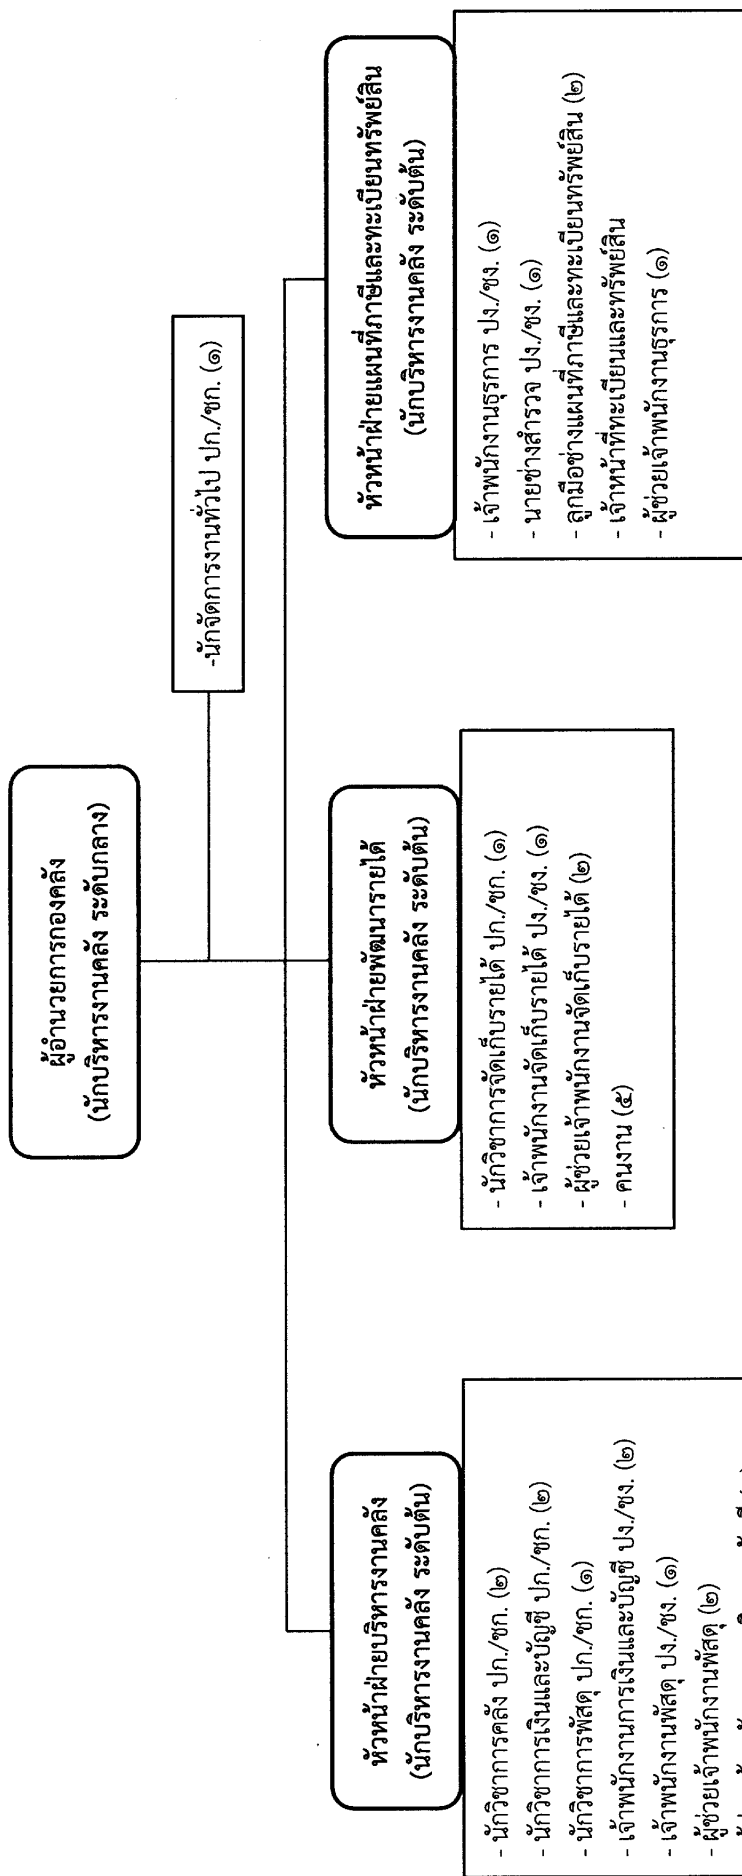 ผู้อำนวยการกองคลัง
(นักบริหารงานคลัง ระดับกลาง)
-นักจัดการงานทั่วไป ปก./ชก. (๑)
หัวหน้าฝ่ายบริหารงานคลัง
(นักบริหารงานคลัง ระดับต้น)
- นักวิชาการคลัง ปก./ชก. (๒)
- นักวิชาการเงินและบัญชี ปก./ชก. (๒)
- นักวิชาการพัสดุ ปก./ชก. (๑)
- เจ้าพนักงานการเงินและบัญชี ปง./ชง. (๒)
- เจ้าพนักงานพัสดุ ปง./ชง. (๑)
- ผู้ช่วยเจ้าพนักงานพัสดุ (๒)
หัวหน้าฝ่ายพัฒนารายได้
(นักบริหารงานคลัง ระดับต้น)
- นักวิชาการจัดเก็บรายได้ ปก./ชก. (๑)
- เจ้าพนักงานจัดเก็บรายได้ ปง./ชง. (๑)
- ผู้ช่วยเจ้าพนักงานจัดเก็บรายได้ (๒)
- คนงาน (๕)
หัวหน้าฝ่ายแผนที่ภาษีและทะเบียนทรัพย์สิน
(นักบริหารงานคลัง ระดับต้น)
- เจ้าพนักงานธุรการ ปง./ชง. (๑)
- นายช่างสำรวจ ปง./ชง. (๑)
- ลูกมือช่างแผนที่ภาษีและทะเบียนทรัพย์สิน (๒)
- เจ้าหน้าที่ทะเบียนและทรัพย์สิน
- ผู้ช่วยเจ้าพนักงานธุรการ (๑)